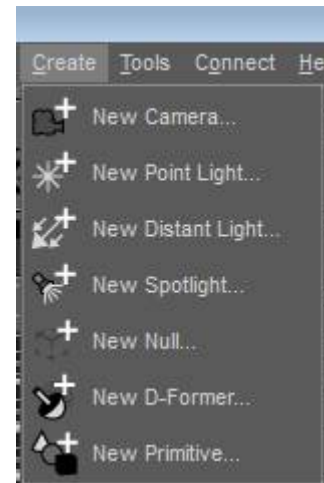 Create Tools Connect He
New Camera...
New Point Light...
New Distant Light...
New Spotlight...
New Null...
New D-Former...
New Primitive...